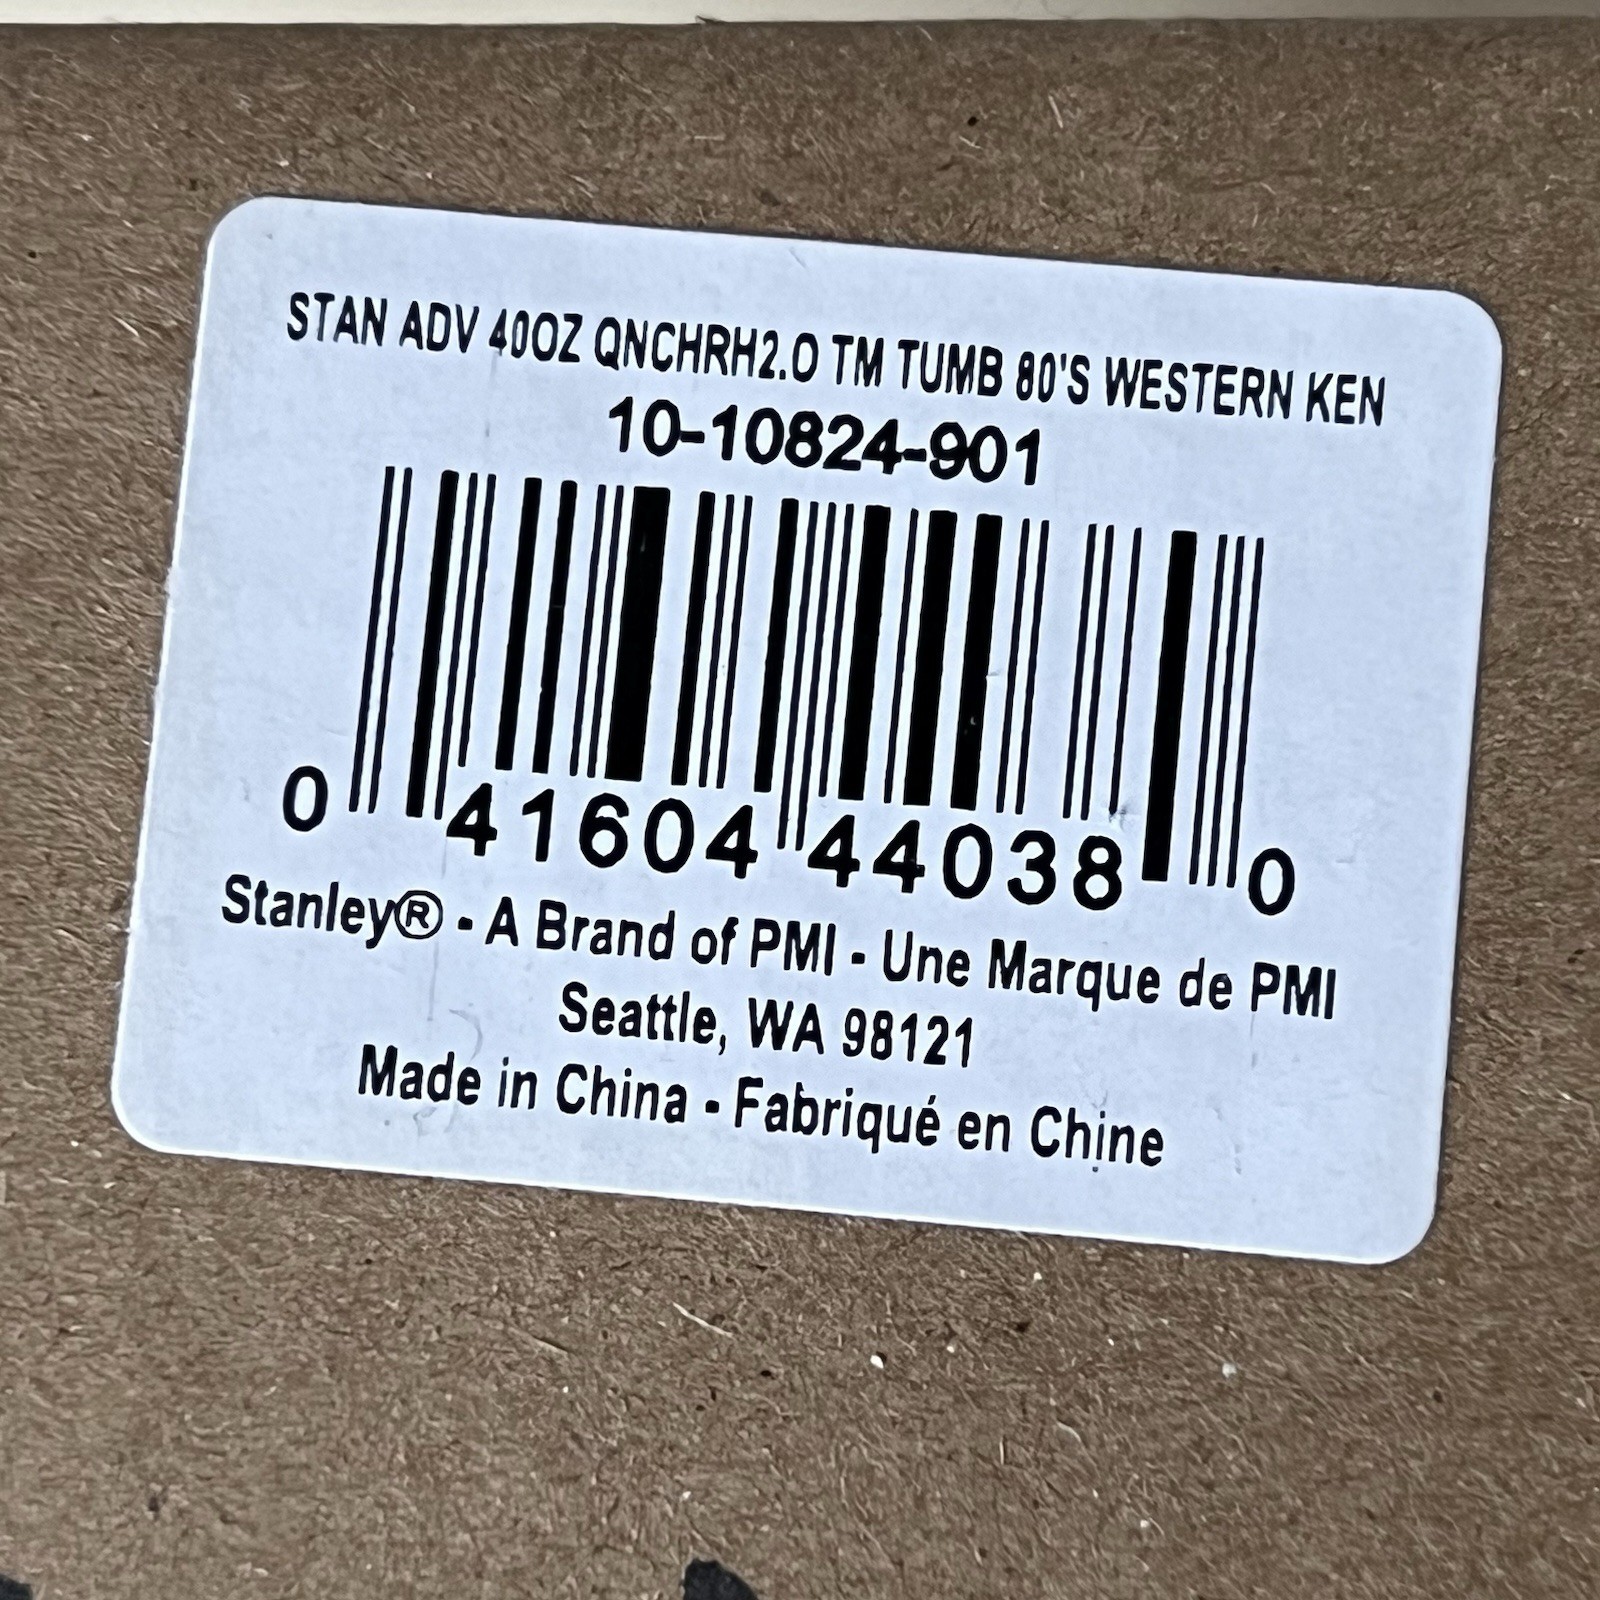 STAN ADV 40OZ QNCHRH2.O TM TUMB 80'S WESTERN KEN
10-10824-901
0 41604 44038 0
Stanley® - A Brand of PMI - Une Marque de PMI
Seattle, WA 98121
Made in China - Fabriqué en Chine